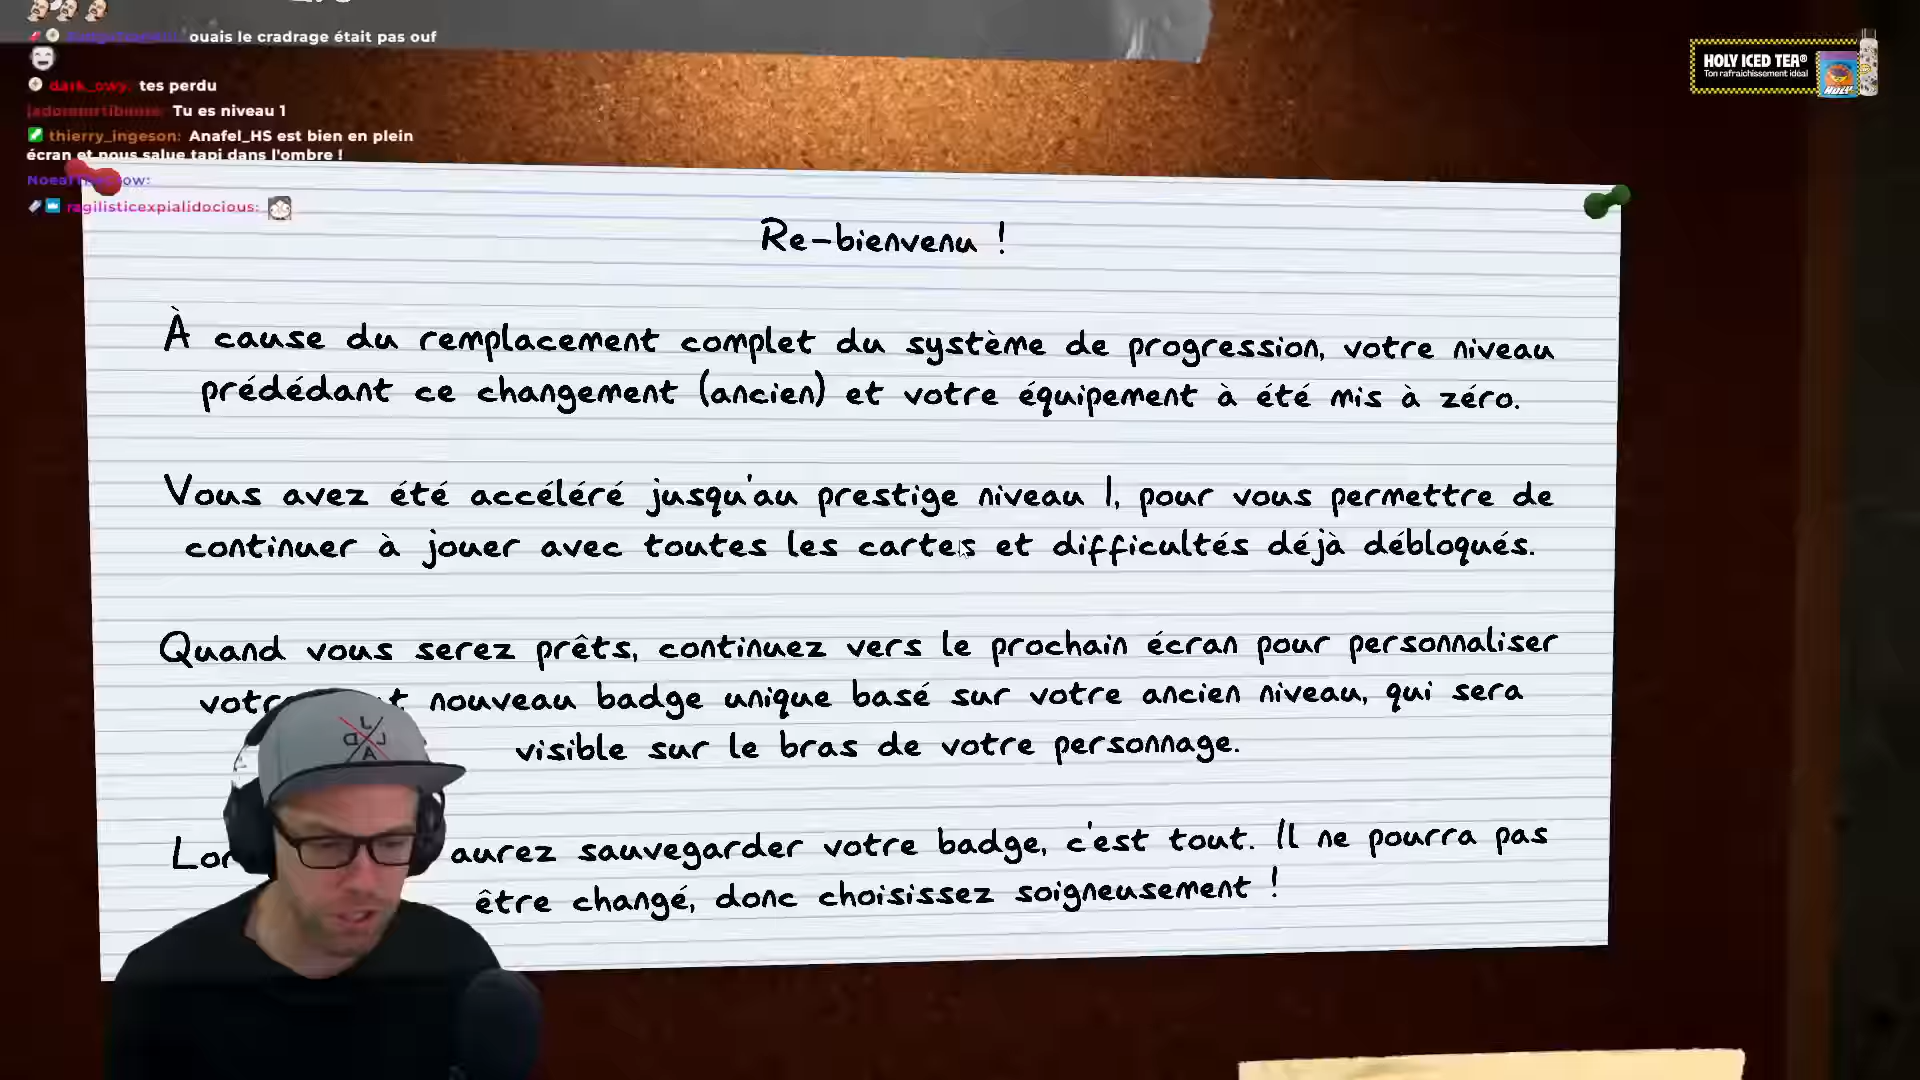 ouais le cradrage était pas ouf
dark_owy: tes perdu
Tu es niveau 1
thierry_ingeson: Anafel_HS est bien en plein
écran et nous salue tapi dans l'ombre !
ragilisticexpialidocious:
HOLY ICED TEA®
Ton rafraichissement idéal
HOLY
Re-bienvenu !
À cause du remplacement complet du système de progression, votre niveau
prédédant ce changement (ancien) et votre équipement à été mis à zéro.
Vous avez été accéléré jusqu'au prestige niveau 1, pour vous permettre de
continuer à jouer avec toutes les cartes et difficultés déjà débloqués.
Quand vous serez prêts, continuez vers le prochain écran pour personnaliser
nouveau badge unique basé sur votre ancien niveau, qui sera
visible sur le bras de votre personnage.
aurez sauvegarder votre badge, c'est tout. Il ne pourra pas
être changé, donc choisissez soigneusement !